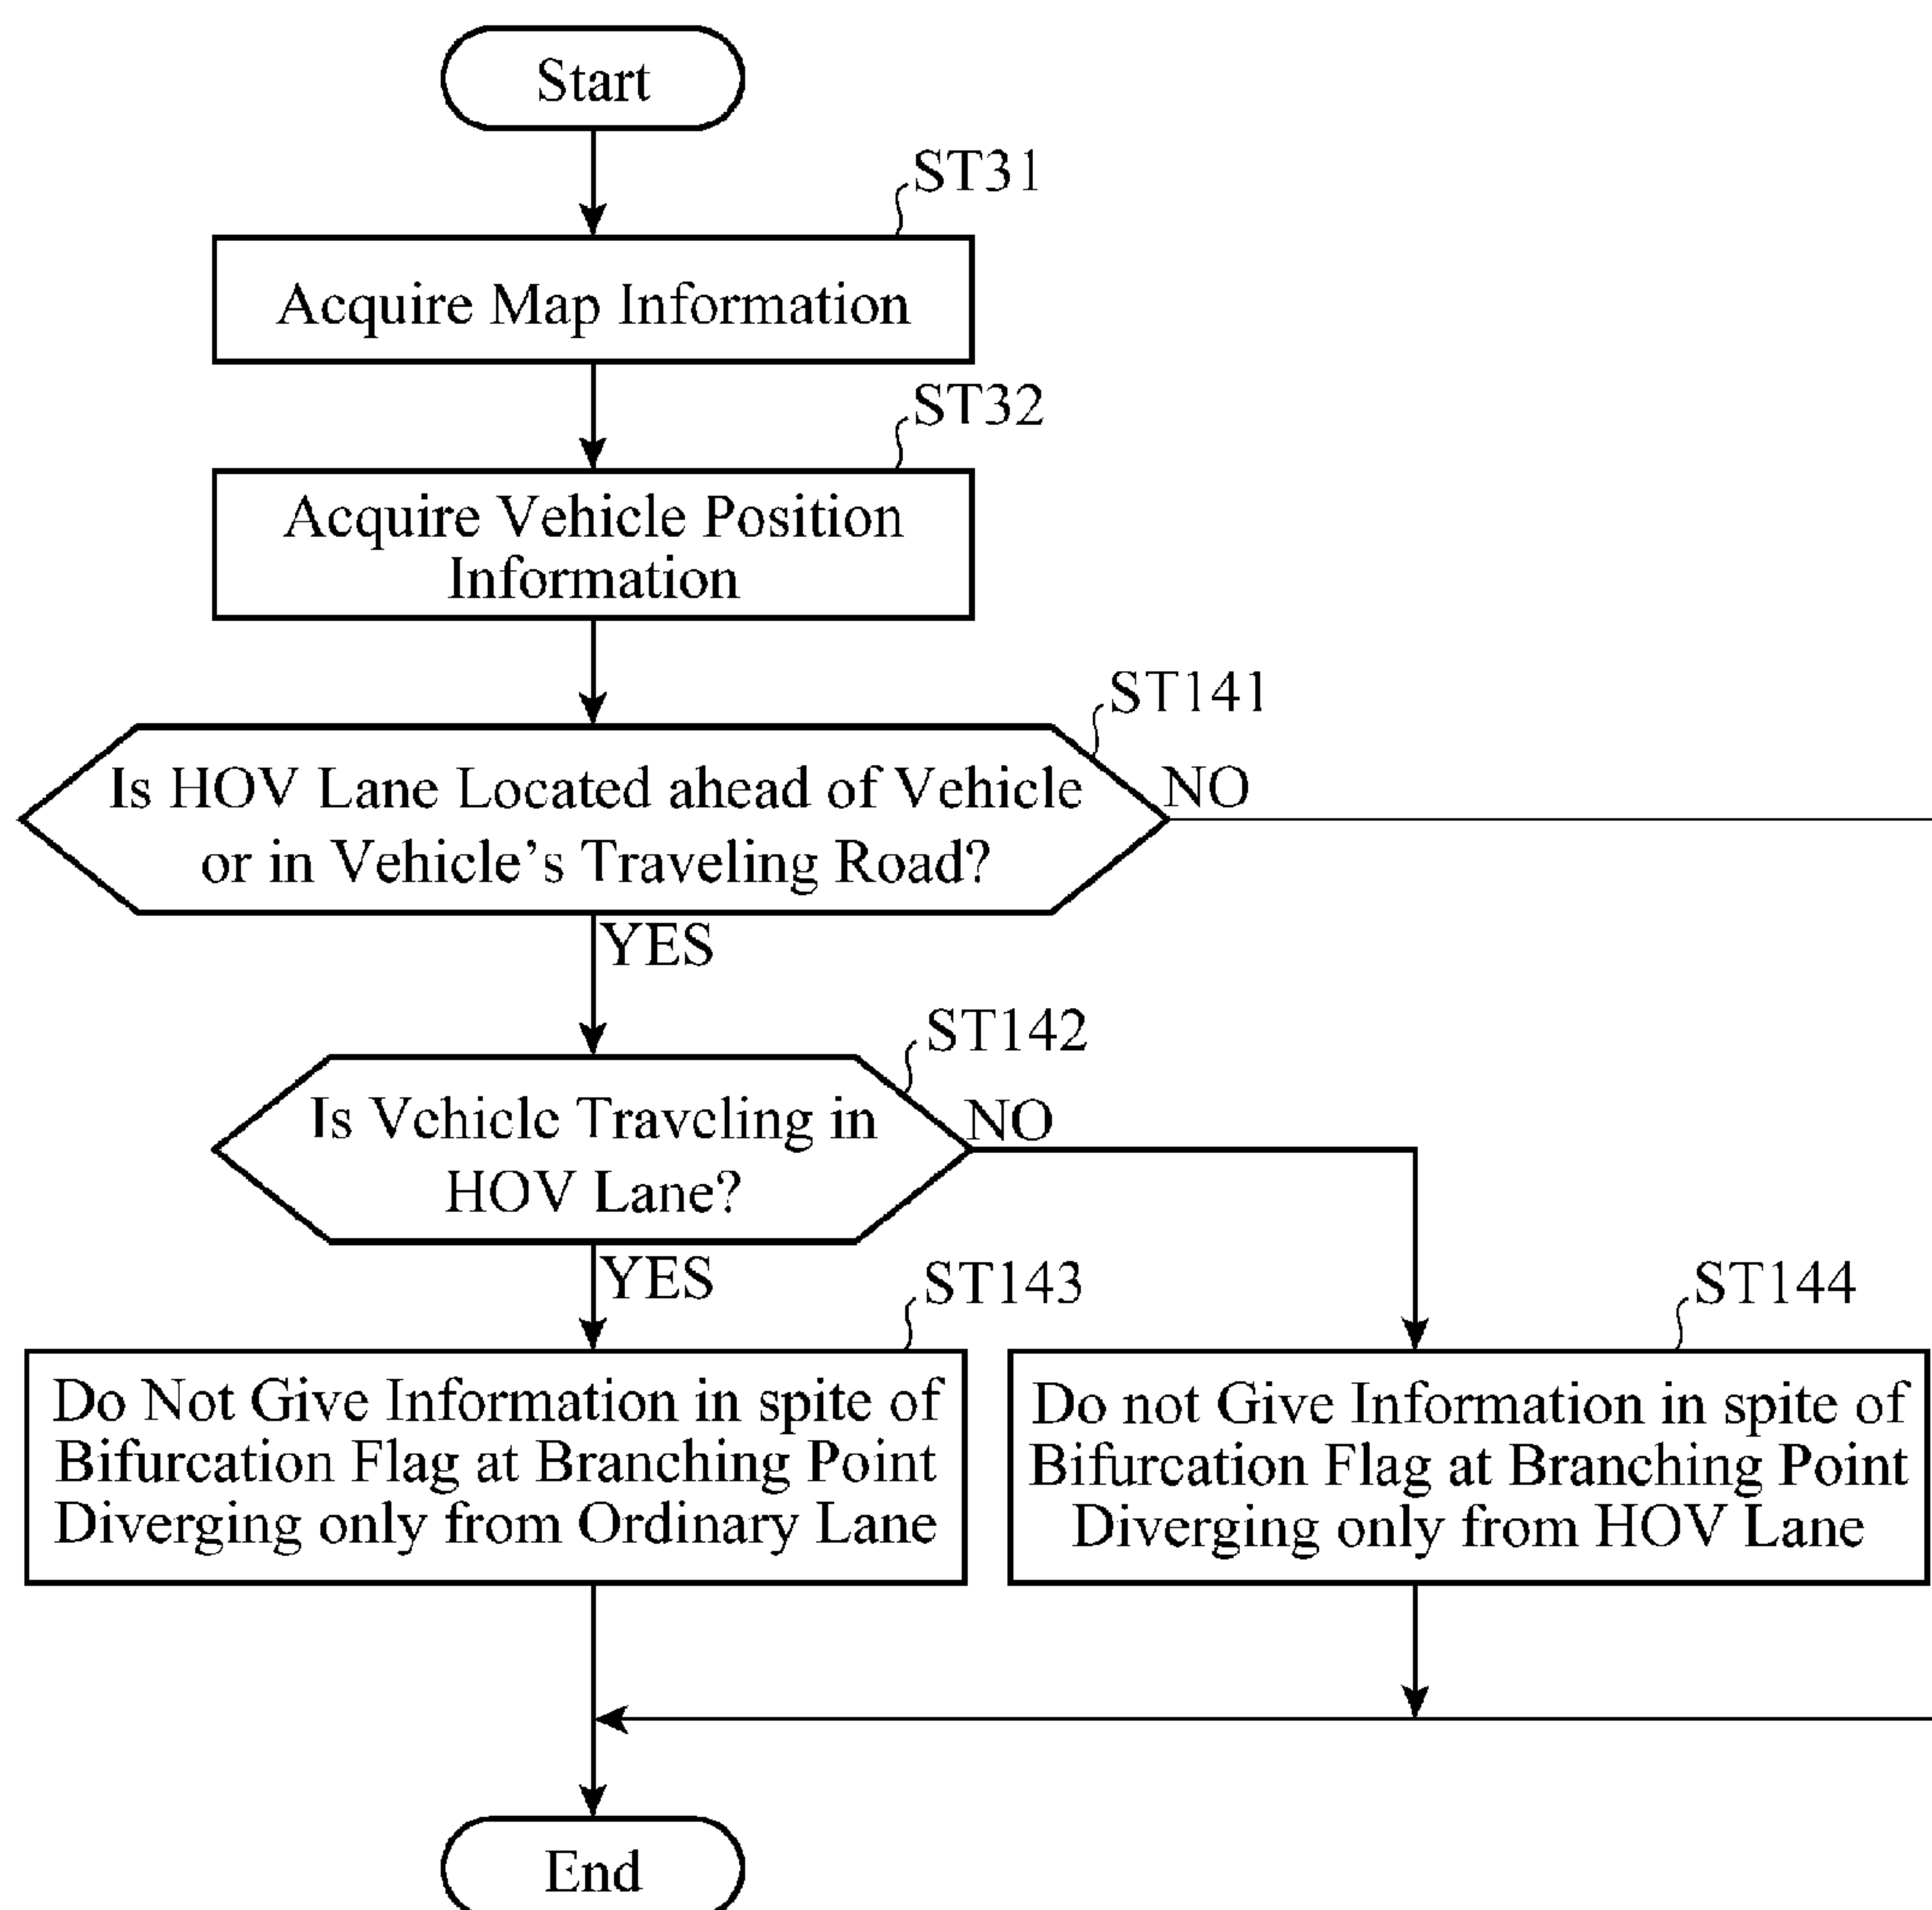 Start
ST31
Acquire Map Information
ST32
Acquire Vehicle Position
Information
ST141
Is HOV Lane Located ahead of Vehicle
or in Vehicle's Traveling Road?
NO
YES
ST142
Is Vehicle Traveling in
HOV Lane?
NO
YES
ST143
Do Not Give Information in spite of
Bifurcation Flag at Branching Point
Diverging only from Ordinary Lane
ST144
Do not Give Information in spite of
Bifurcation Flag at Branching Point
Diverging only from HOV Lane
End